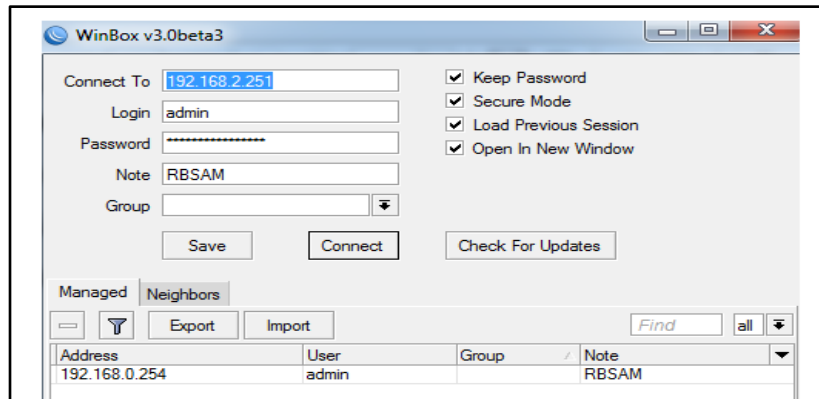 WinBox v3.0beta3
Connect To 192.168.2.251
Login admin
Password ****************
Note RBSAM
Group
Save Connect Check For Updates
Keep Password
Secure Mode
Load Previous Session
Open In New Window
Managed Neighbors
Export Import Find all
Address User Group Note
192.168.0.254 admin RBSAM